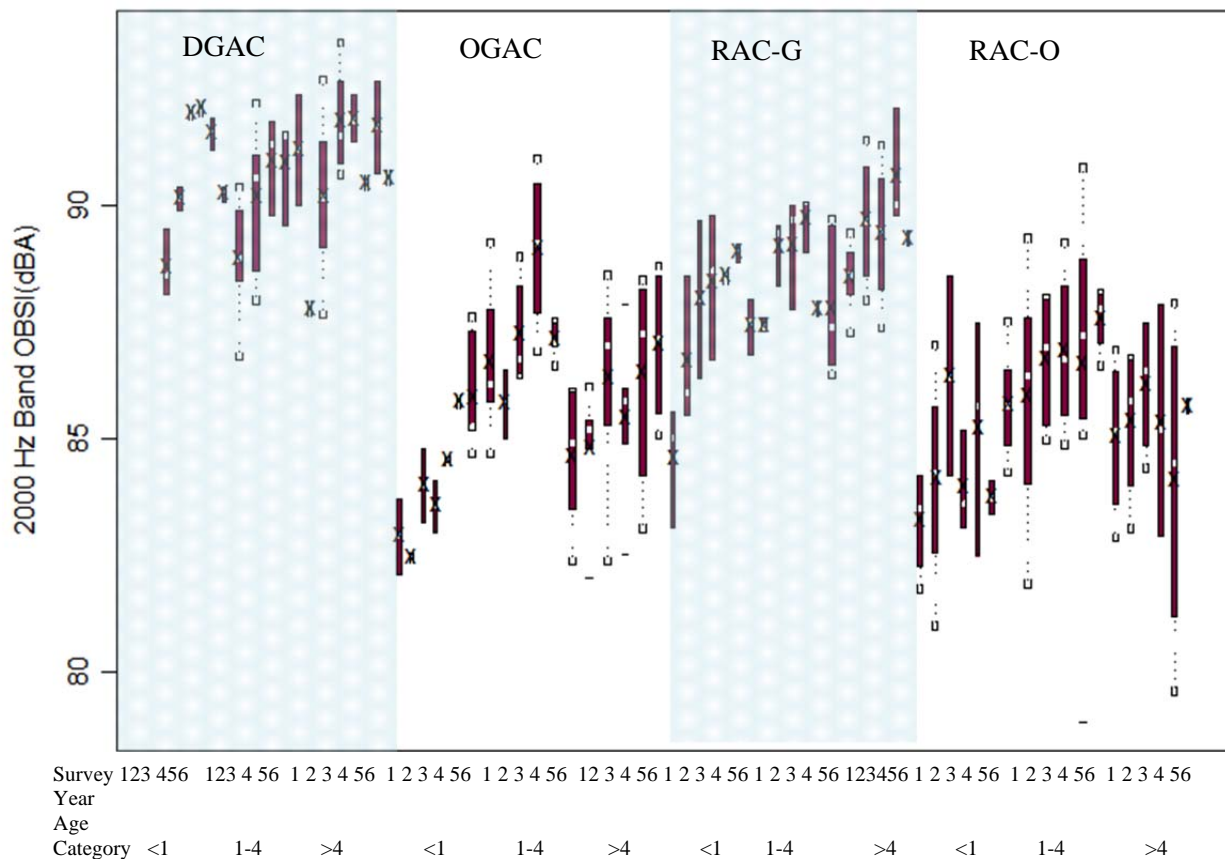 DGAC OGAC RAC-G RAC-O
2000 Hz Band OBSI(dBA)
90
85
80
Survey 123 456 123 4 56 1 2 3 4 5 6 1 2 3 4 56 1 2 3 4 56 12 3 4 56 1 2 3 4 56 1 2 3 4 5 6 123456 1 2 3 4 56 1 2 3 4 56 1 2 3 4 56
Year
Age
Category <1 1-4 >4 <1 1-4 >4 <1 1-4 >4 <1 1-4 >4